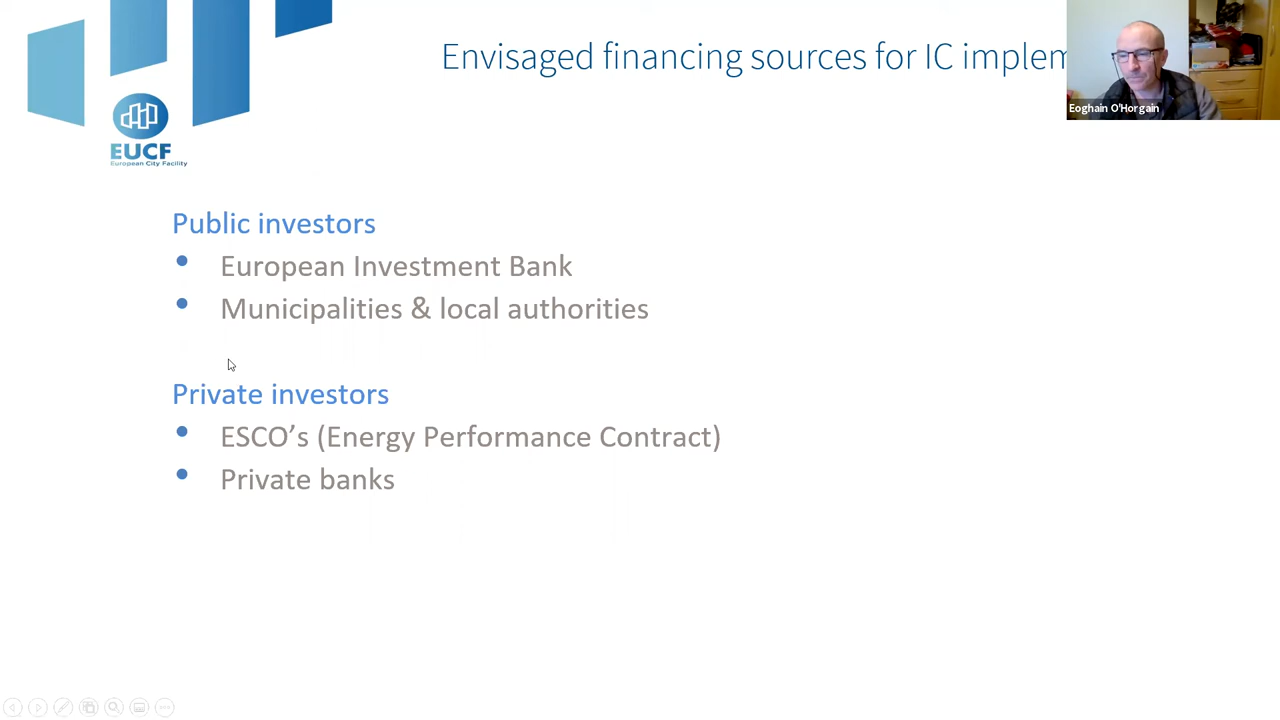 Envisaged financing sources for IC implem
Eoghain O'Horgain
EUCF
European City Facility
Public investors
• European Investment Bank
• Municipalities & local authorities
Private investors
• ESCO’s (Energy Performance Contract)
• Private banks